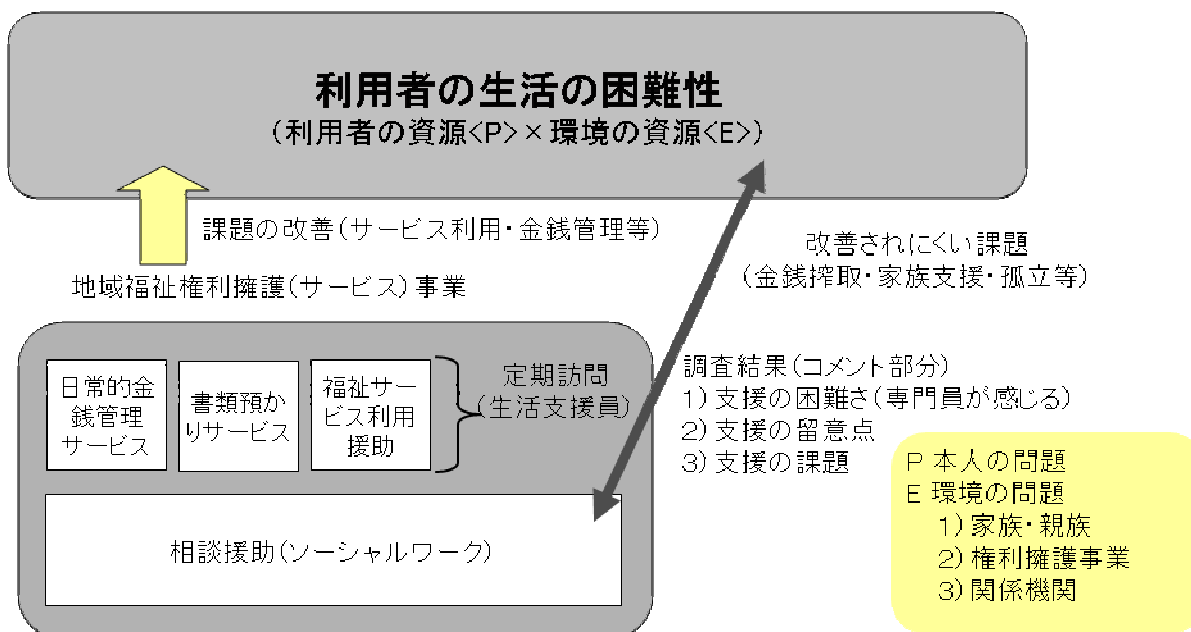 利用者の生活の困難性
（利用者の資源<P>×環境の資源<E>）
課題の改善（サービス利用・金銭管理等）
地域福祉権利擁護（サービス）事業
改善されにくい課題
（金銭搾取・家族支援・孤立等）
日常的金
銭管理
サービス
書類預か
りサービス
福祉サー
ビス利用
援助
定期訪問
（生活支援員）
相談援助（ソーシャルワーク）
調査結果（コメント部分）
1）支援の困難さ（専門員が感じる）
2）支援の留意点
3）支援の課題
P 本人の問題
E 環境の問題
1）家族・親族
2）権利擁護事業
3）関係機関